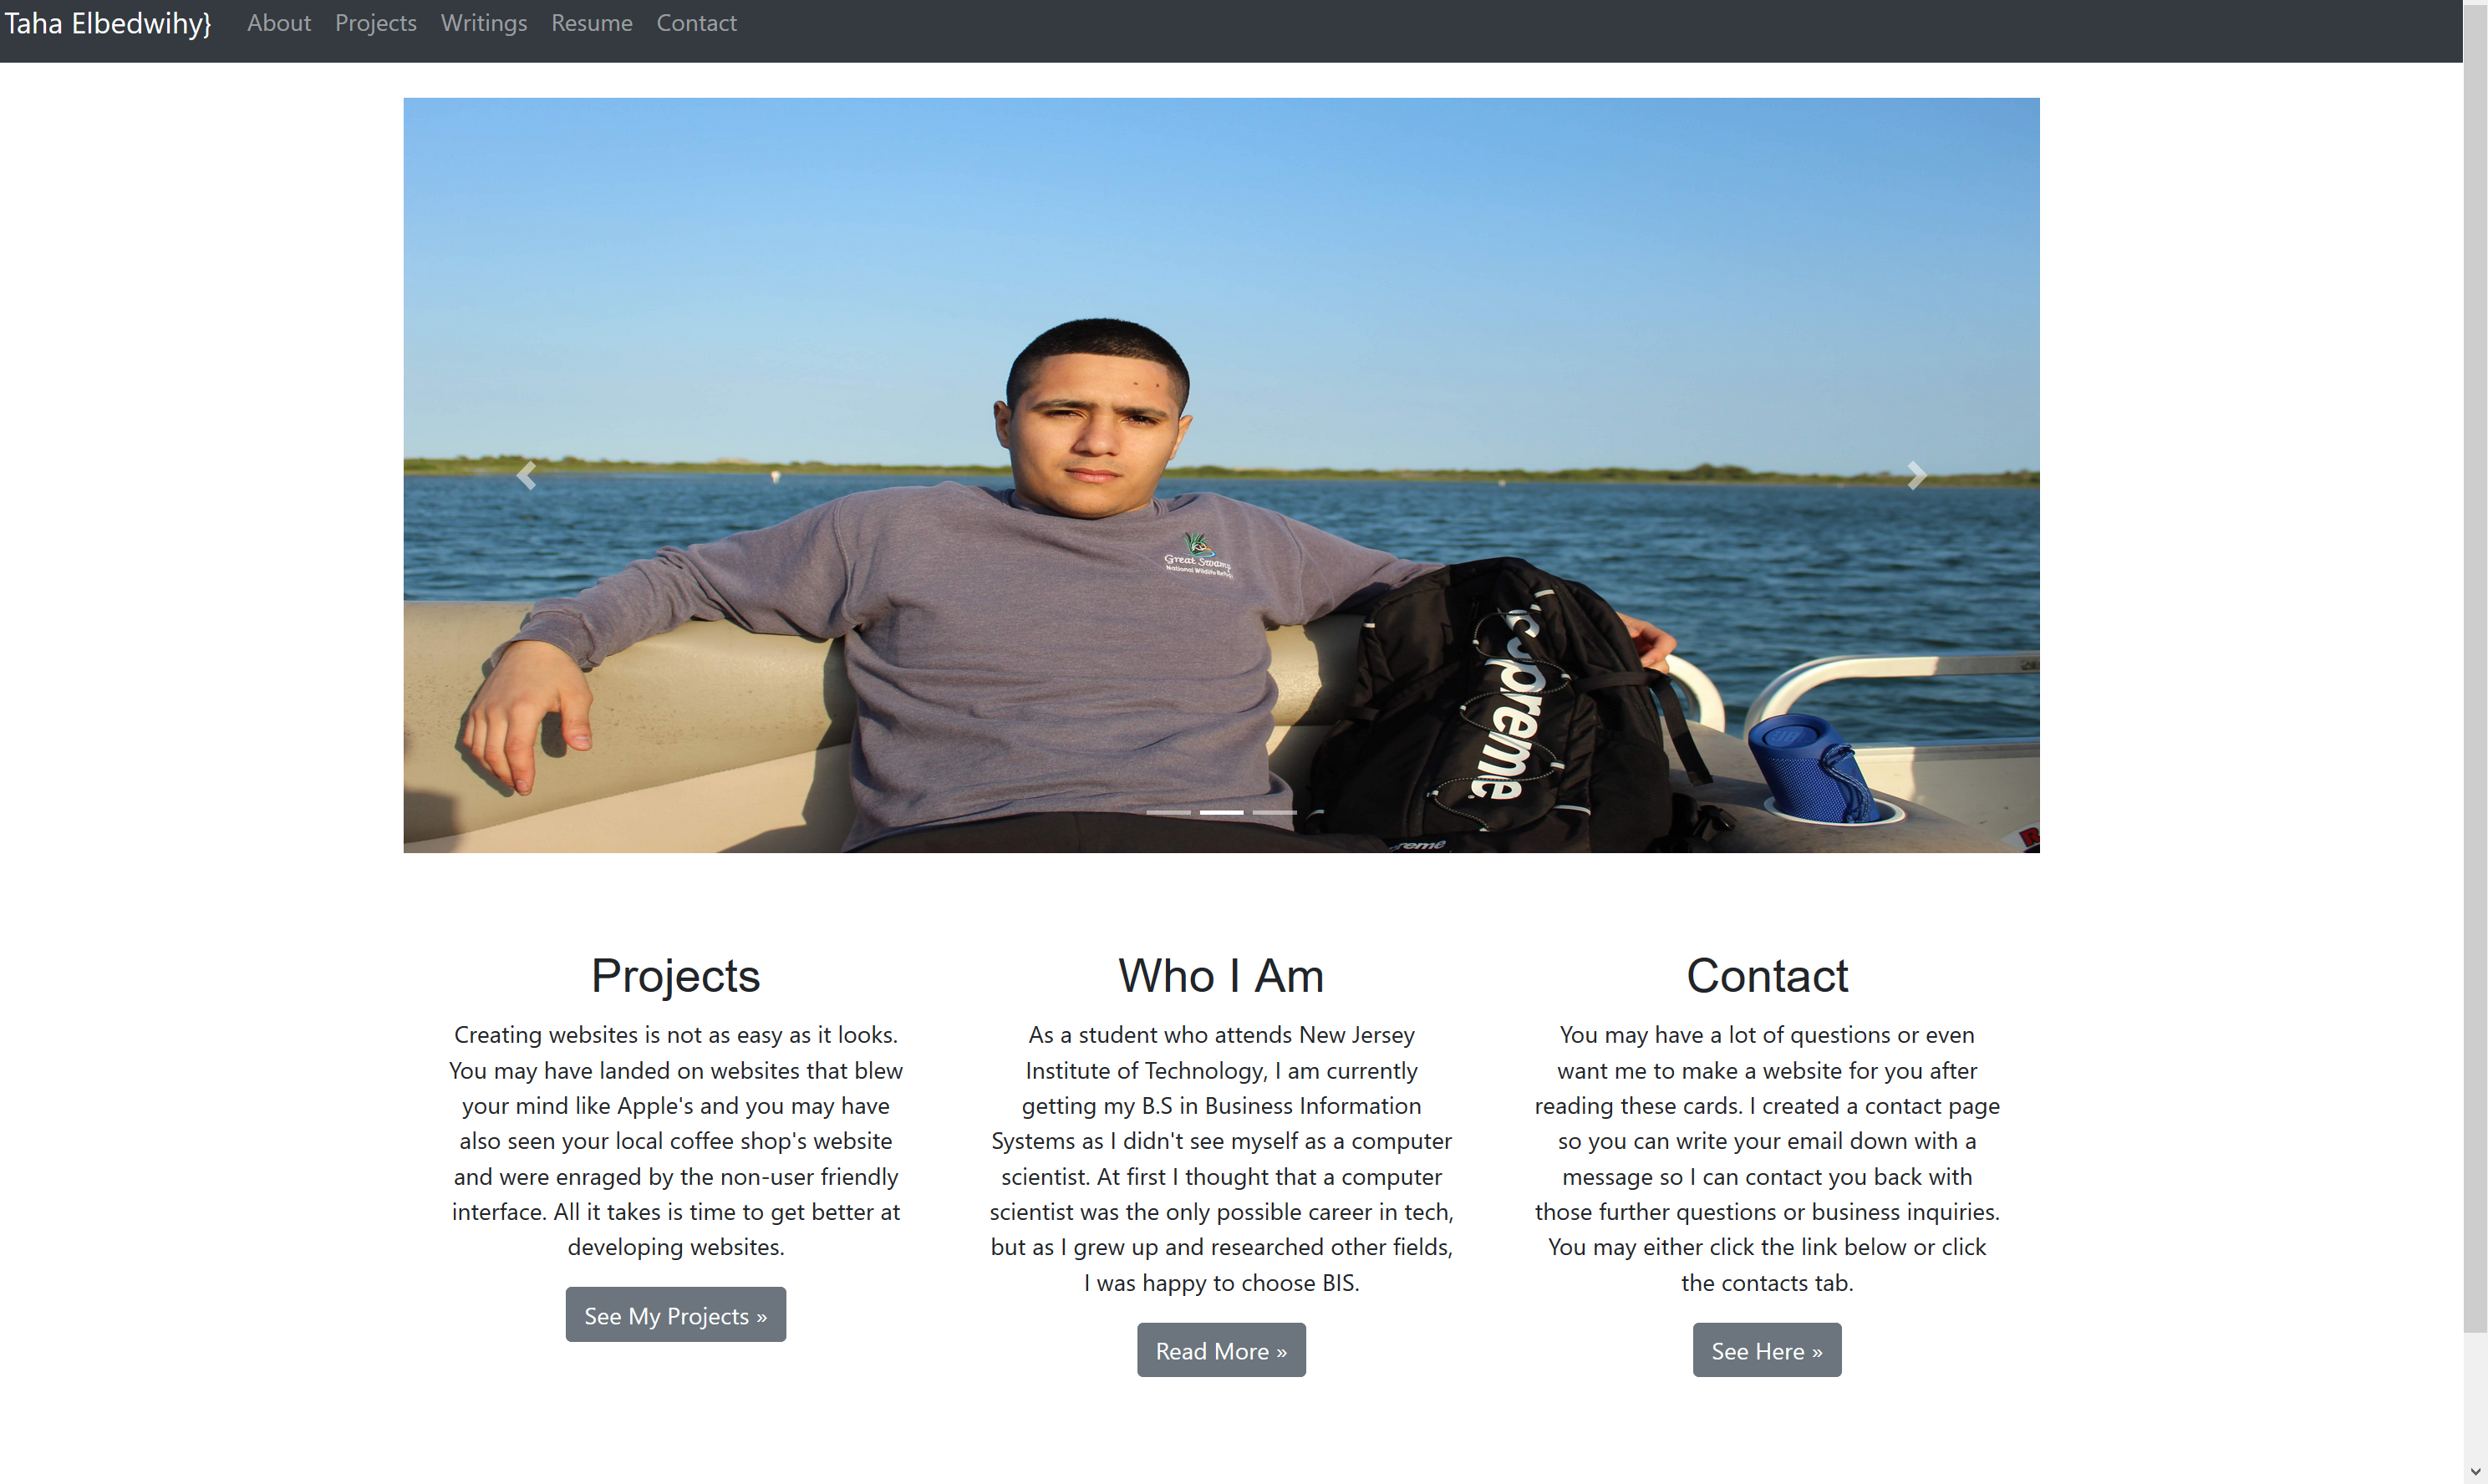 Taha Elbedwihy} About Projects Writings Resume Contact
Great Swamp
National Wildlife Refuge
Supreme
preme
Projects
Creating websites is not as easy as it looks.
You may have landed on websites that blew
your mind like Apple's and you may have
also seen your local coffee shop's website
and were enraged by the non-user friendly
interface. All it takes is time to get better at
developing websites.
See My Projects »
Who I Am
As a student who attends New Jersey
Institute of Technology, I am currently
getting my B.S in Business Information
Systems as I didn't see myself as a computer
scientist. At first I thought that a computer
scientist was the only possible career in tech,
but as I grew up and researched other fields,
I was happy to choose BIS.
Read More »
Contact
You may have a lot of questions or even
want me to make a website for you after
reading these cards. I created a contact page
so you can write your email down with a
message so I can contact you back with
those further questions or business inquiries.
You may either click the link below or click
the contacts tab.
See Here »